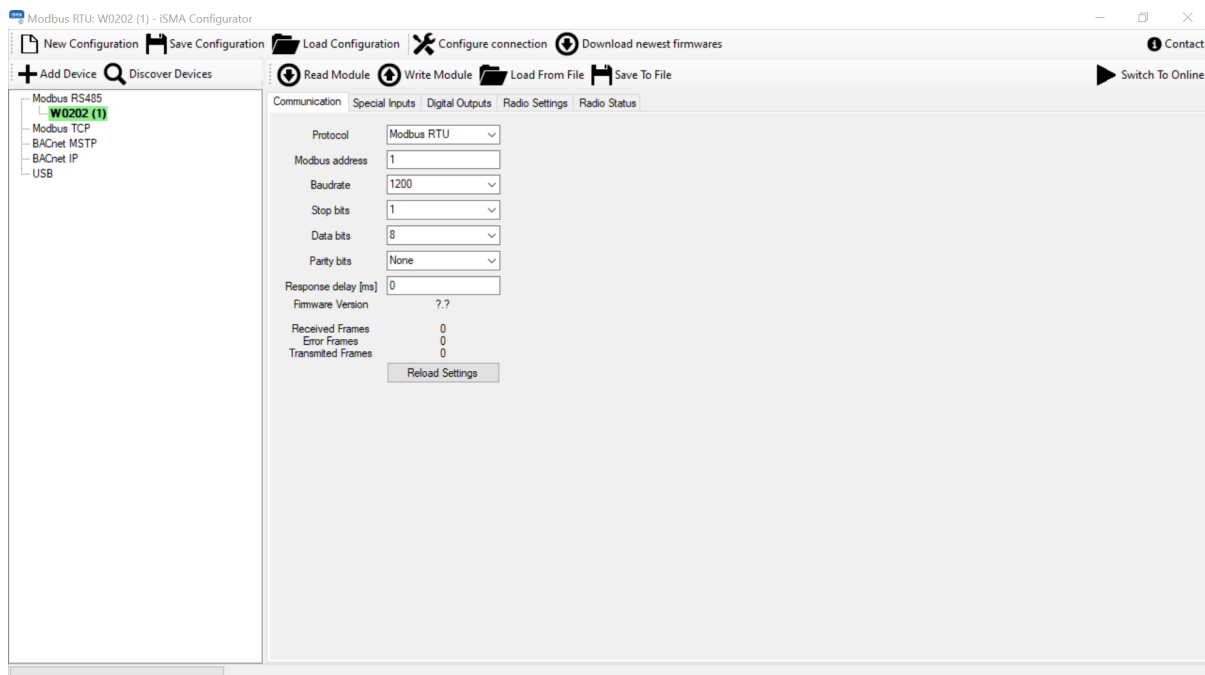 Modbus RTU: W0202 (1) - iSMA Configurator
New Configuration Save Configuration Load Configuration Configure connection Download newest firmwares Contact
Add Device Discover Devices Read Module Write Module Load From File Save To File Switch To Online
Modbus RS485
W0202 (1)
Modbus TCP
BACnet MSTP
BACnet IP
USB
Communication Special Inputs Digital Outputs Radio Settings Radio Status
Protocol Modbus RTU
Modbus address 1
Baudrate 1200
Stop bits 1
Data bits 8
Parity bits None
Response delay [ms] 0
Firmware Version ?.?
Received Frames 0
Error Frames 0
Transmited Frames 0
Reload Settings